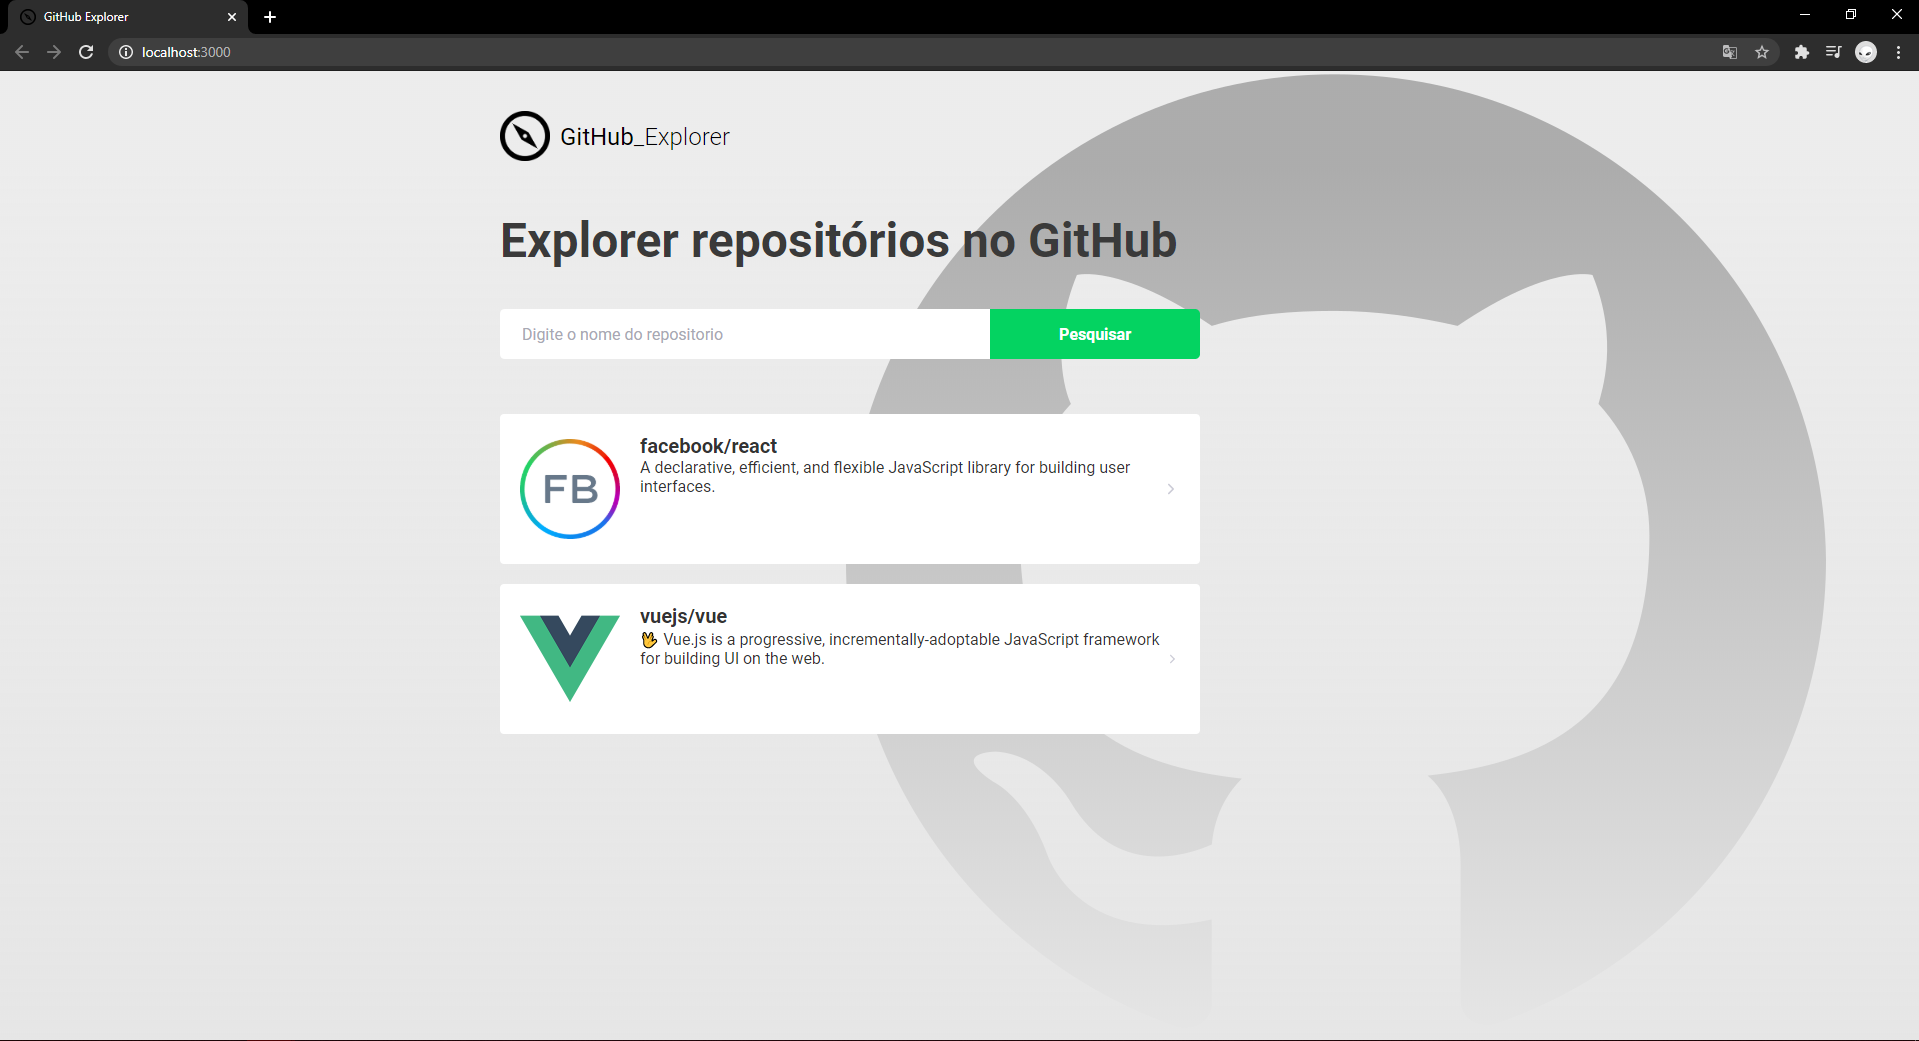 GitHub Explorer
localhost:3000
GitHub_Explorer
Explorer repositórios no GitHub
Digite o nome do repositorio
Pesquisar
FB
facebook/react
A declarative, efficient, and flexible JavaScript library for building user
interfaces.
vuejs/vue
🖖 Vue.js is a progressive, incrementally-adoptable JavaScript framework
for building UI on the web.